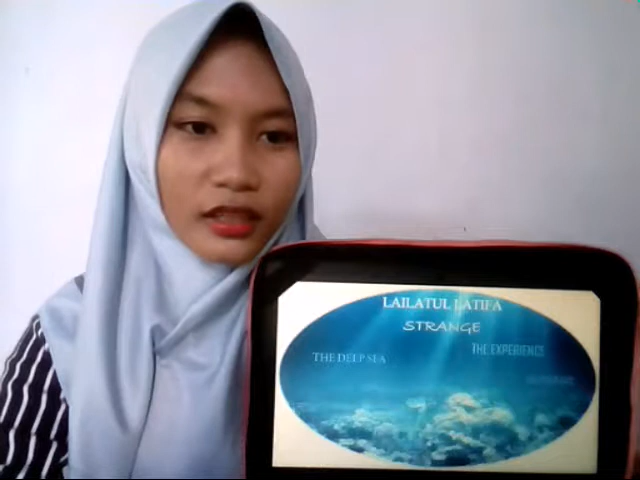 LAILATUL LATIFA
STRANGE
THE EXPERIENCE
THE DEEP SEA